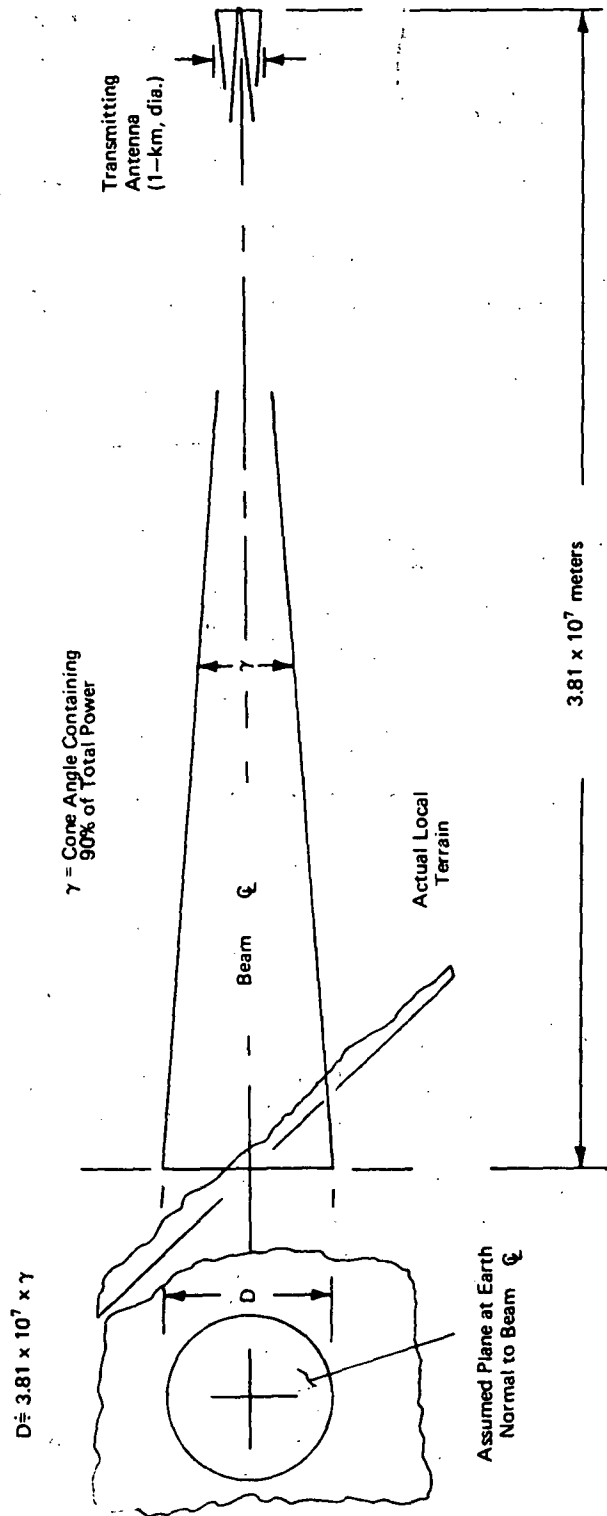 D ≑ 3.81 x 10⁷ x γ
γ = Cone Angle Containing
90% of Total Power
Transmitting
Antenna
(1–km, dia.)
D
Beam ℄
γ
Assumed Plane at Earth
Normal to Beam ℄
Actual Local
Terrain
3.81 x 10⁷ meters